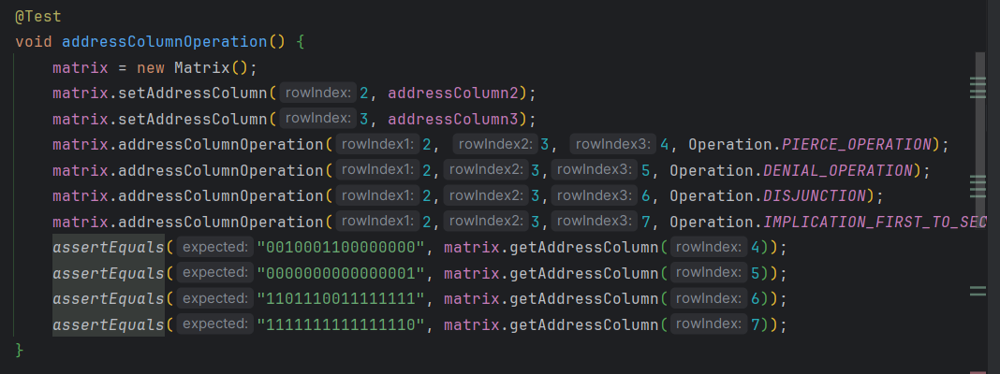 @Test
void addressColumnOperation() {
matrix = new Matrix();
matrix.setAddressColumn( rowIndex: 2, addressColumn2);
matrix.setAddressColumn( rowIndex: 3, addressColumn3);
matrix.addressColumnOperation( rowIndex1: 2, rowIndex2: 3, rowIndex3: 4, Operation.PIERCE_OPERATION);
matrix.addressColumnOperation( rowIndex1: 2, rowIndex2: 3, rowIndex3: 5, Operation.DENIAL_OPERATION);
matrix.addressColumnOperation( rowIndex1: 2, rowIndex2: 3, rowIndex3: 6, Operation.DISJUNCTION);
matrix.addressColumnOperation( rowIndex1: 2, rowIndex2: 3, rowIndex3: 7, Operation.IMPLICATION_FIRST_TO_SEC
assertEquals( expected: "0010001100000000", matrix.getAddressColumn( rowIndex: 4));
assertEquals( expected: "0000000000000001", matrix.getAddressColumn( rowIndex: 5));
assertEquals( expected: "1101110011111111", matrix.getAddressColumn( rowIndex: 6));
assertEquals( expected: "1111111111111110", matrix.getAddressColumn( rowIndex: 7));
}